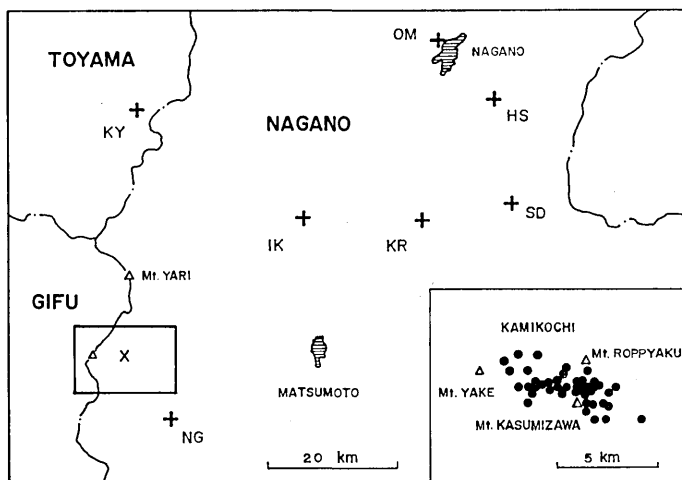 OM
TOYAMA
NAGANO
KY
HS
NAGANO
SD
IK
KR
Mt. YARI
GIFU
KAMIKOCHI
X
Mt. ROPPYAKU
Mt. YAKE
MATSUMOTO
Mt. KASUMIZAWA
NG
20 km
5 km